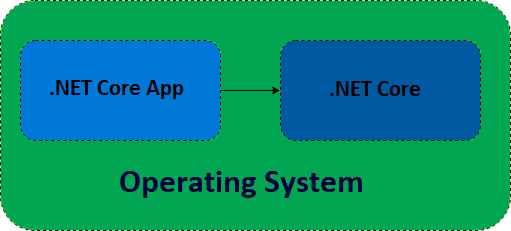 .NET Core App
.NET Core
Operating System